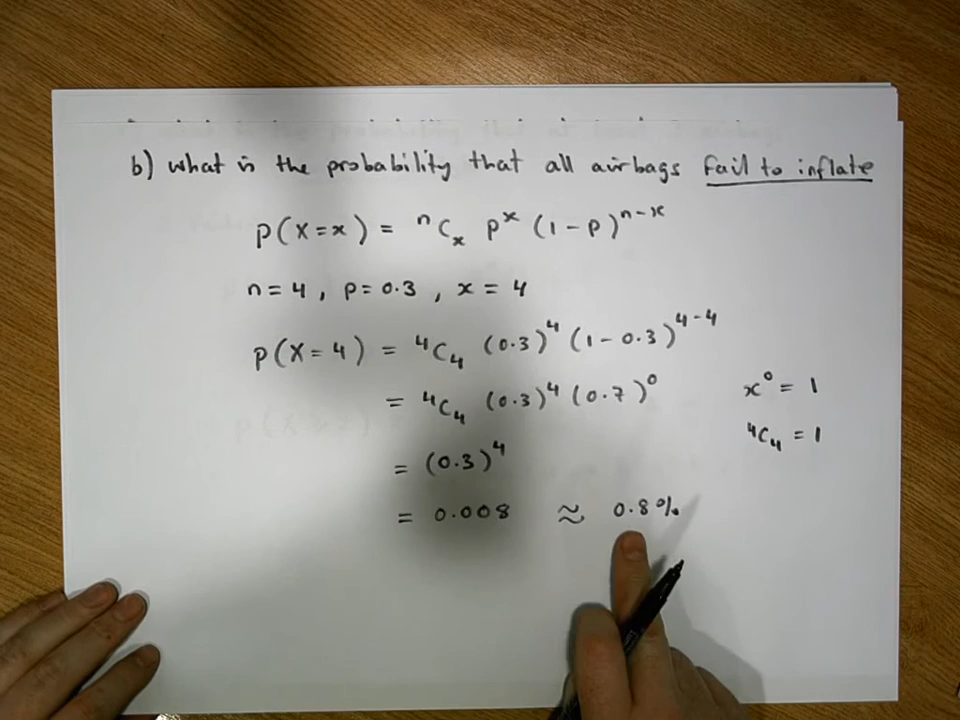 b) what is the probability that all airbags fail to inflate
P(X=x) = ⁿCₓ pˣ (1-p)ⁿ⁻ˣ
n=4, p=0.3, x=4
P(X=4) = ⁴C₄ (0.3)⁴ (1-0.3)⁴⁻⁴
= ⁴C₄ (0.3)⁴ (0.7)⁰
x⁰ = 1
⁴C₄ = 1
= (0.3)⁴
= 0.008 ≈ 0.8%